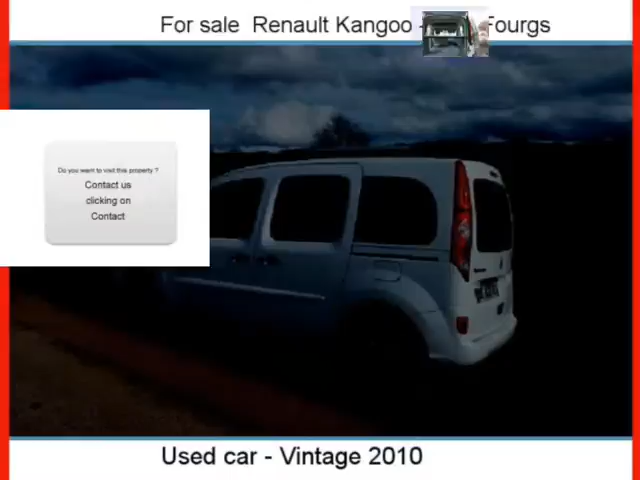 For sale Renault Kangoo - Fourgs
Do you want to visit this property ?
Contact us
clicking on
Contact
Used car - Vintage 2010